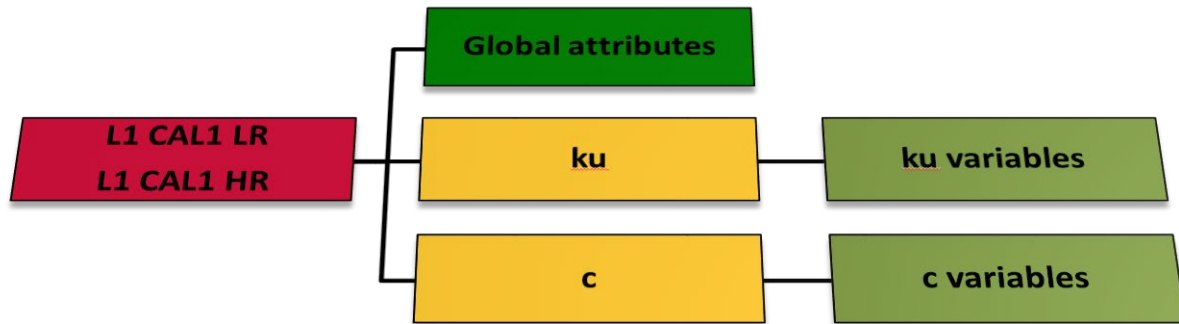 Global attributes
L1 CAL1 LR
L1 CAL1 HR
ku
ku variables
c
c variables